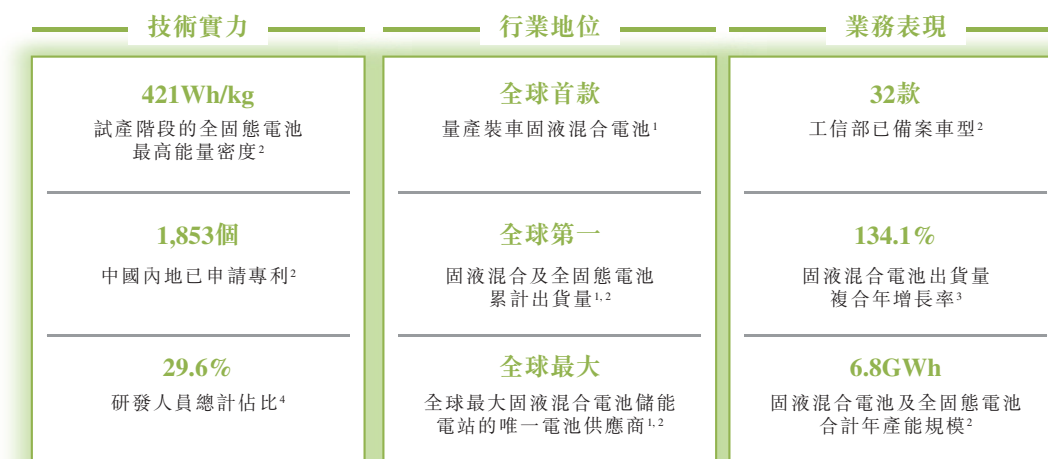 技術實力
421Wh/kg
試產階段的全固態電池
最高能量密度²
1,853個
中國內地已申請專利²
29.6%
研發人員總計佔比⁴
行業地位
全球首款
量產裝車固液混合電池¹
全球第一
固液混合及全固態電池
累計出貨量¹˒²
全球最大
全球最大固液混合電池儲能
電站的唯一電池供應商¹˒²
業務表現
32款
工信部已備案車型²
134.1%
固液混合電池出貨量
複合年增長率³
6.8GWh
固液混合電池及全固態電池
合計年產能規模²